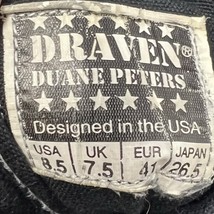 DRAVEN®
DUANE PETERS
Designed in the USA
USA UK EUR JAPAN
8.5 7.5 41 26.5